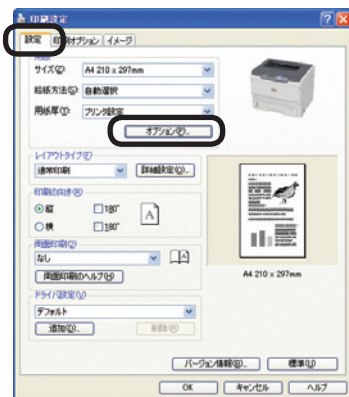 印刷設定
設定 印刷オプション イメージ
用紙
サイズ(Z): A4 210 x 297mm
給紙方法(S): 自動選択
用紙厚(T): プリンタ設定
オプション(P)...
レイアウトタイプ(E)
通常印刷 詳細設定(O)...
印刷の向き(R)
縦 180°
横 180°
A
両面印刷(2)
なし
両面印刷のヘルプ(H)
A4 210 x 297mm
ドライバ設定(V)
デフォルト
追加(D)... 削除(R)
バージョン情報(B)... 標準(U)
OK キャンセル ヘルプ